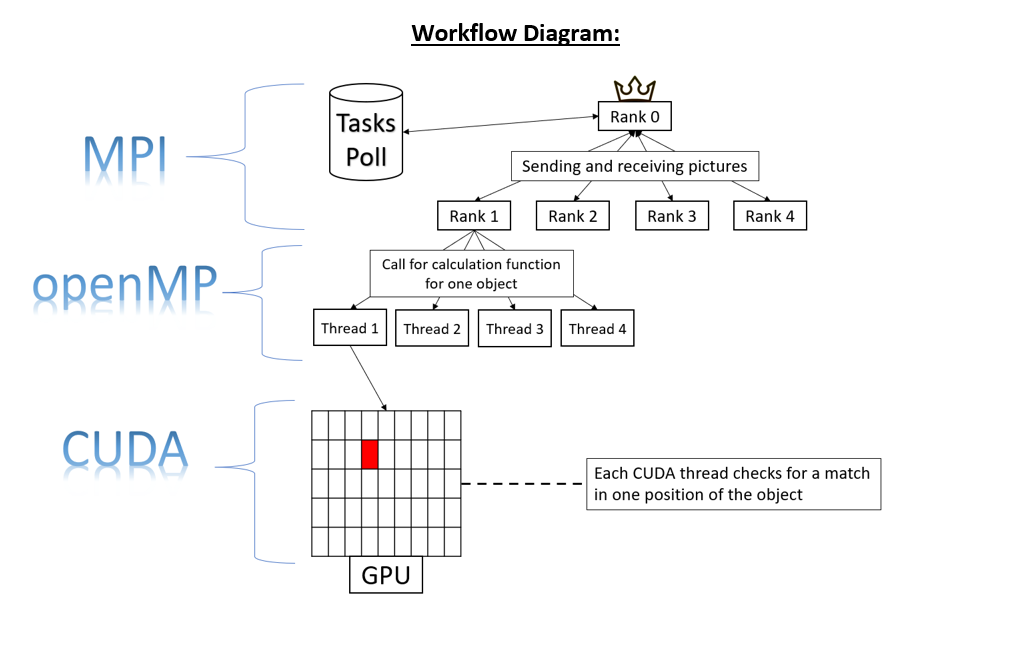 Workflow Diagram:
MPI
Tasks
Poll
Rank 0
Sending and receiving pictures
Rank 1
Rank 2
Rank 3
Rank 4
openMP
Call for calculation function
for one object
Thread 1
Thread 2
Thread 3
Thread 4
CUDA
Each CUDA thread checks for a match
in one position of the object
GPU